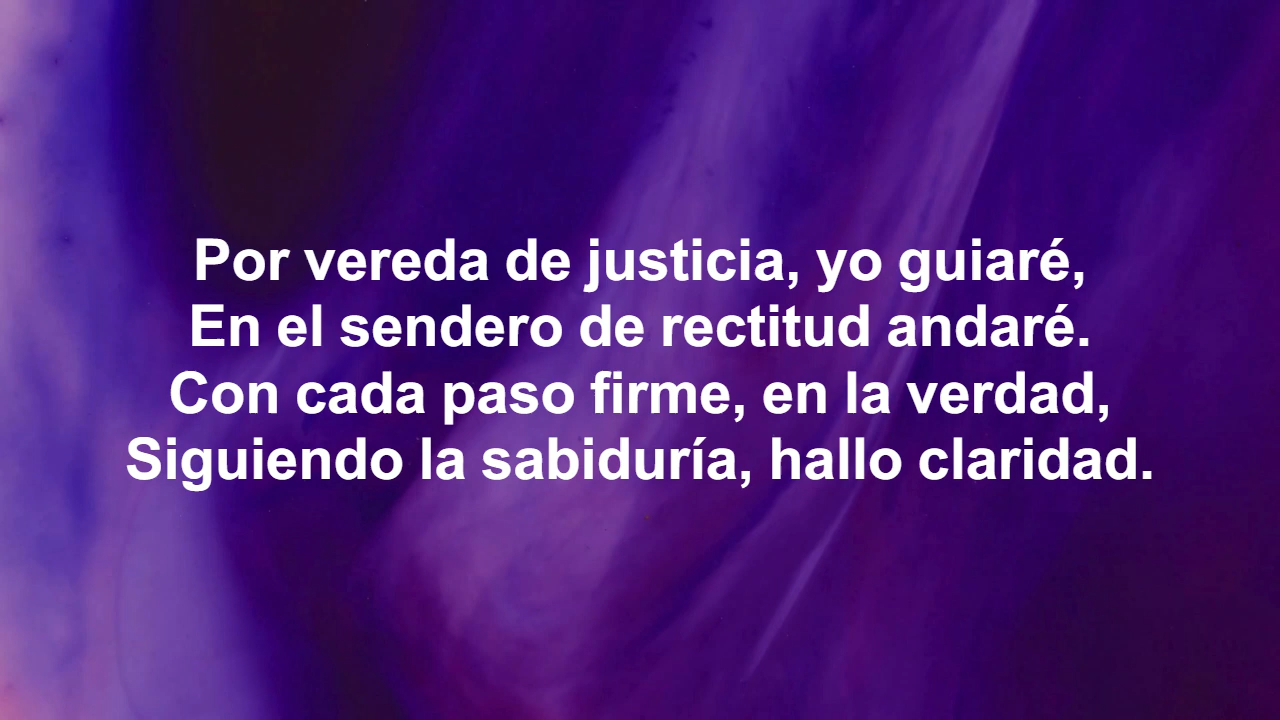 Por vereda de justicia, yo guiaré,
En el sendero de rectitud andaré.
Con cada paso firme, en la verdad,
Siguiendo la sabiduría, hallo claridad.